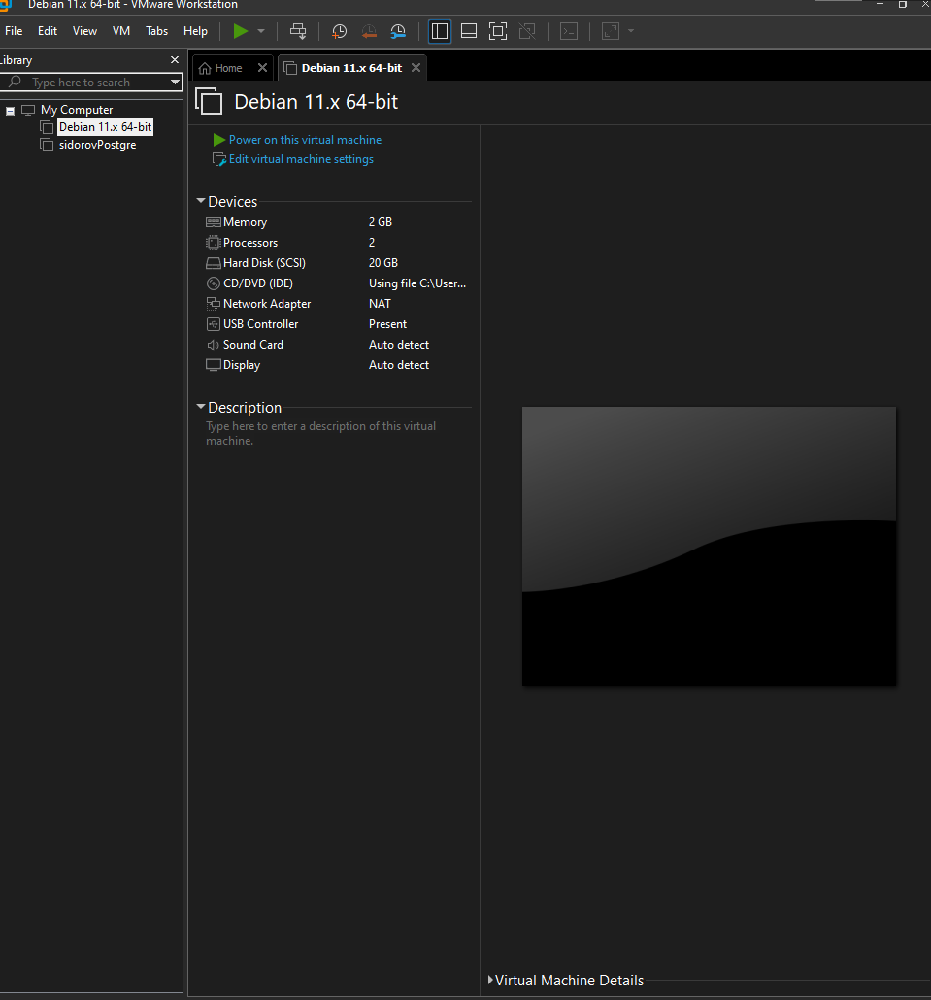 Debian 11.x 64-bit - VMware Workstation
File Edit View VM Tabs Help
Library
Type here to search
My Computer
Debian 11.x 64-bit
sidorovPostgre
Home
Debian 11.x 64-bit
Debian 11.x 64-bit
Power on this virtual machine
Edit virtual machine settings
Devices
Memory 2 GB
Processors 2
Hard Disk (SCSI) 20 GB
CD/DVD (IDE) Using file C:\User...
Network Adapter NAT
USB Controller Present
Sound Card Auto detect
Display Auto detect
Description
Type here to enter a description of this virtual
machine.
Virtual Machine Details